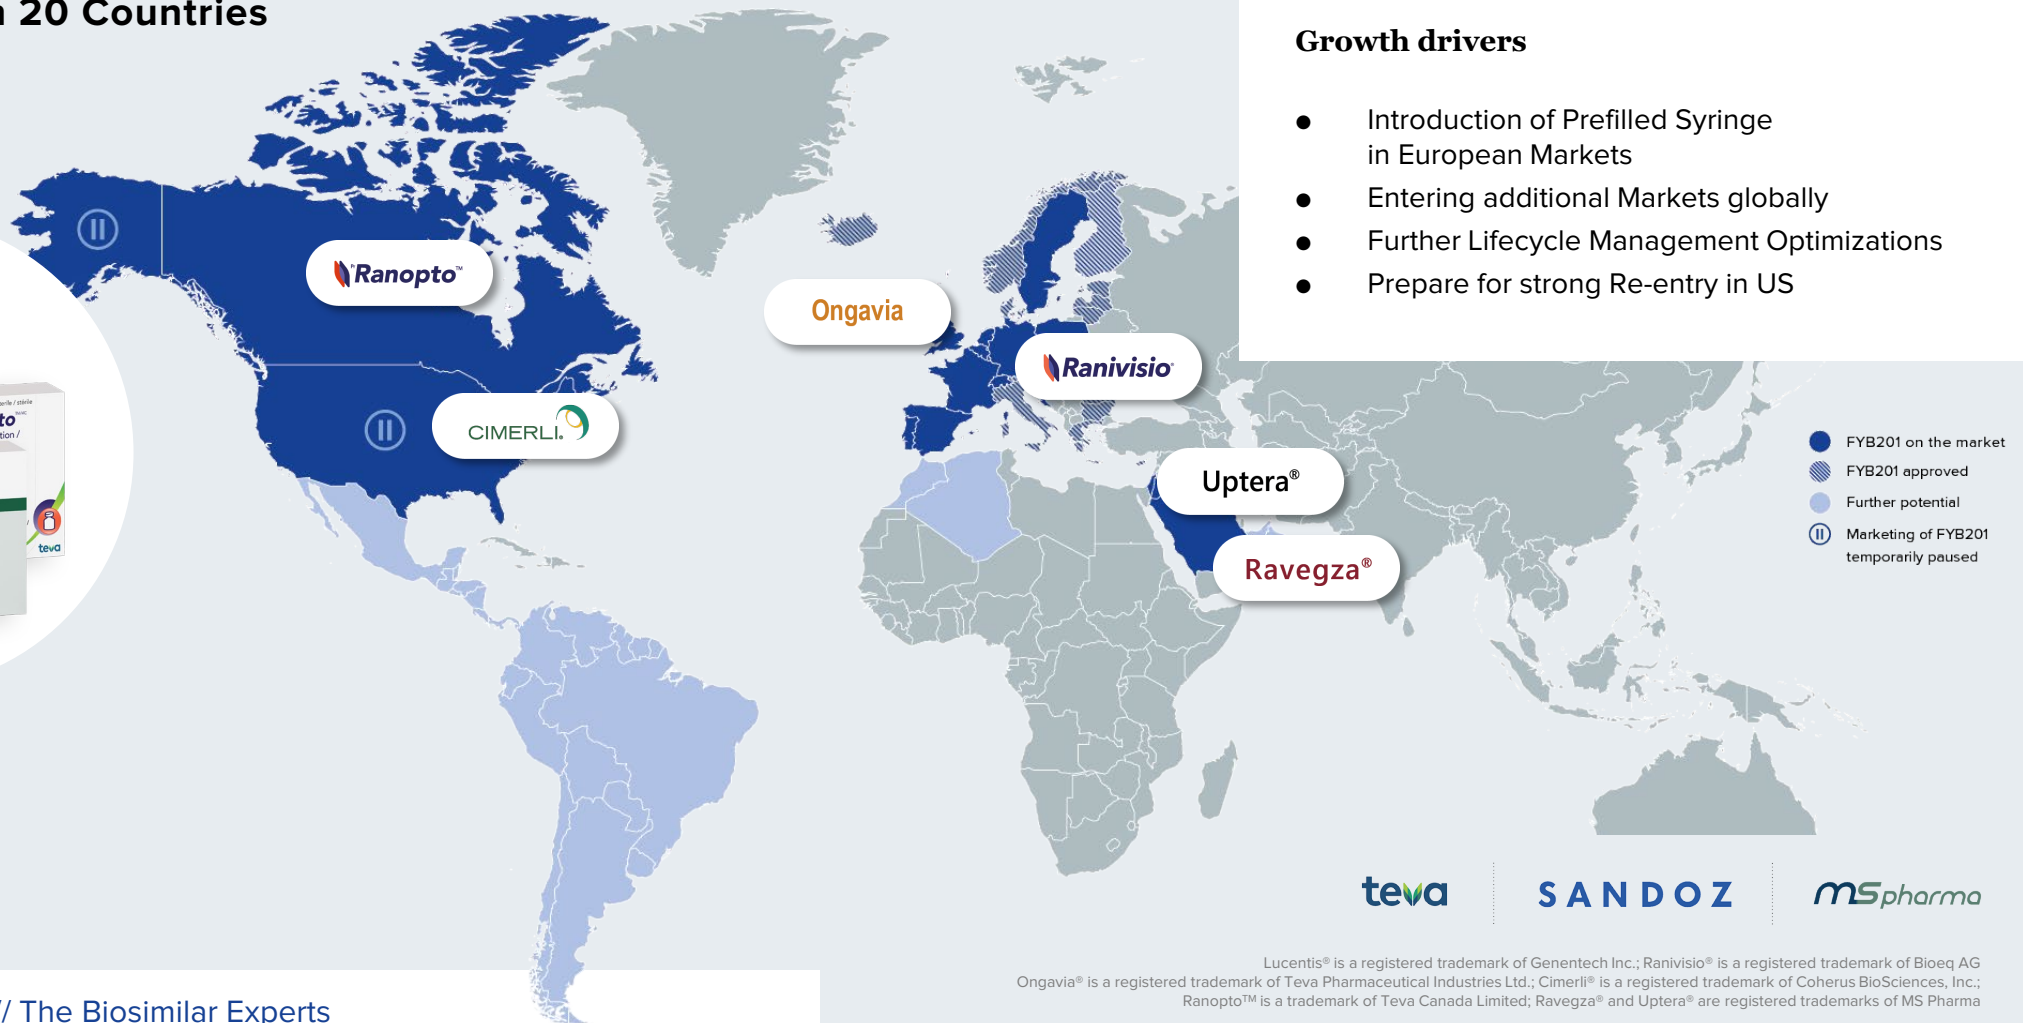 20 Countries
Growth drivers
● Introduction of Prefilled Syringe
in European Markets
● Entering additional Markets globally
● Further Lifecycle Management Optimizations
● Prepare for strong Re-entry in US
Ranopto™
Ongavia
Ranivisio®
CIMERLI®
Uptera®
Ravegza®
FYB201 on the market
FYB201 approved
Further potential
Marketing of FYB201
temporarily paused
teva
teva
SANDOZ
mspharma
Lucentis® is a registered trademark of Genentech Inc.; Ranivisio® is a registered trademark of Bioeq AG
Ongavia® is a registered trademark of Teva Pharmaceutical Industries Ltd.; Cimerli® is a registered trademark of Coherus BioSciences, Inc.;
Ranopto™ is a trademark of Teva Canada Limited; Ravegza® and Uptera® are registered trademarks of MS Pharma
// The Biosimilar Experts